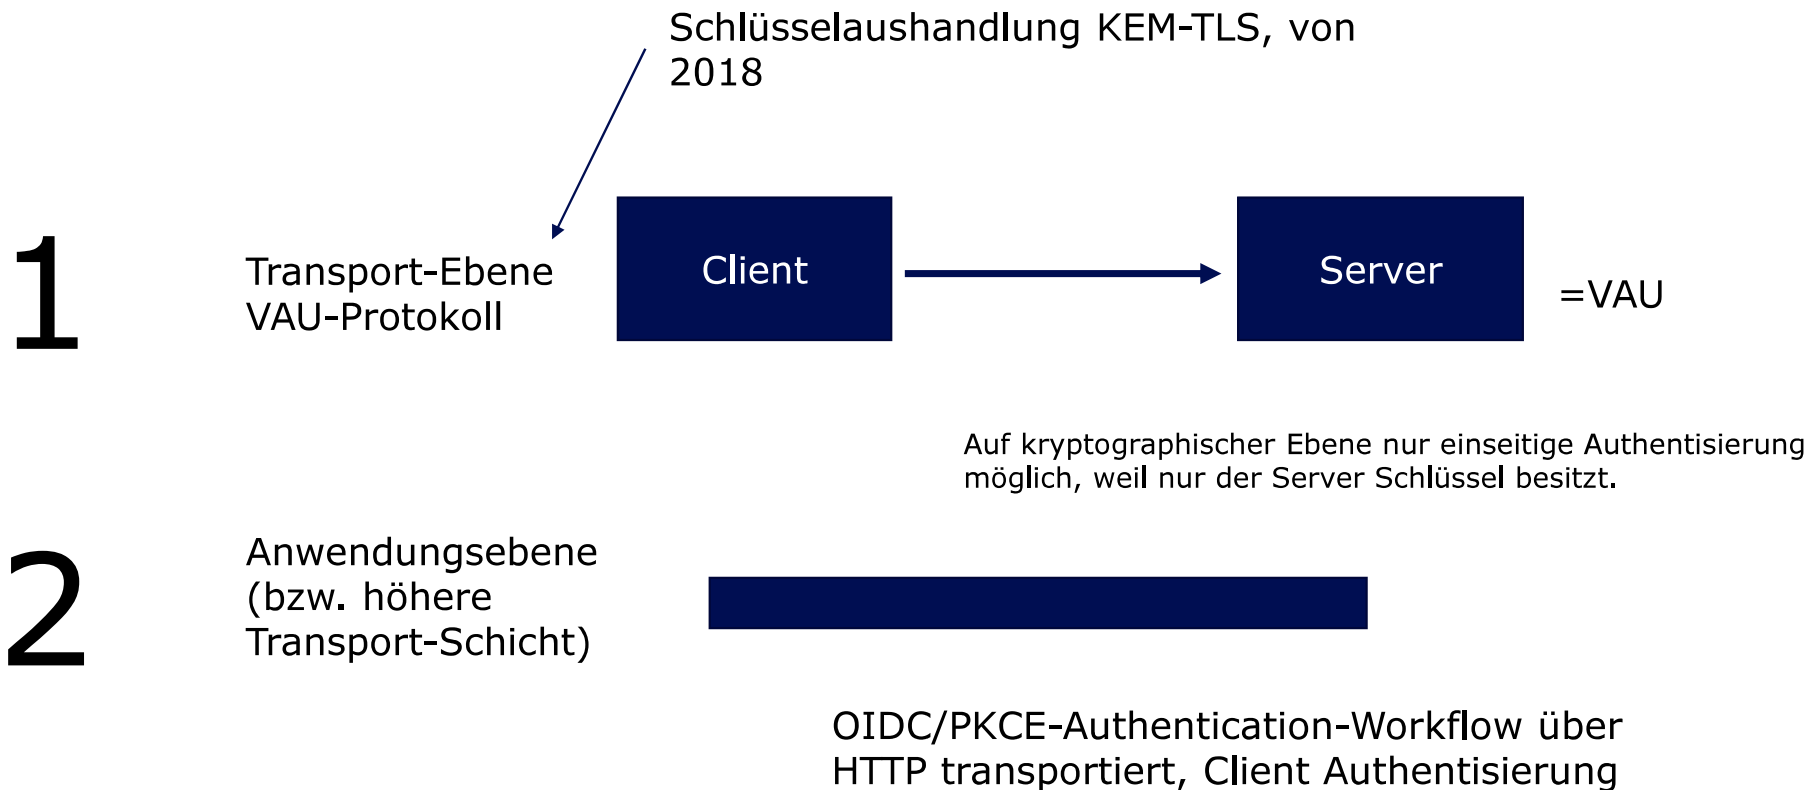 Schlüsselaushandlung KEM-TLS, von
2018
1
Transport-Ebene
VAU-Protokoll
Client
Server
=VAU
Auf kryptographischer Ebene nur einseitige Authentisierung
möglich, weil nur der Server Schlüssel besitzt.
2
Anwendungsebene
(bzw. höhere
Transport-Schicht)
OIDC/PKCE-Authentication-Workflow über
HTTP transportiert, Client Authentisierung